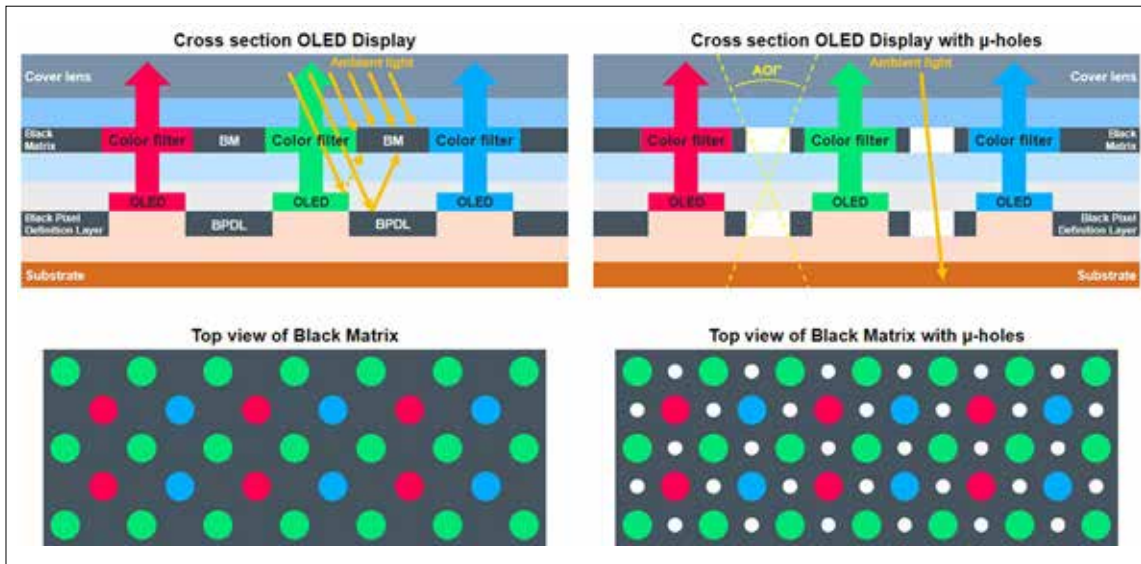 Cross section OLED Display
Ambient light
Cover lens
Black
Matrix
Color filter
BM
Color filter
BM
Color filter
OLED
OLED
OLED
Black Pixel
Definition Layer
BPDL
BPDL
Substrate
Cross section OLED Display with μ-holes
AOI°
Ambient light
Cover lens
Color filter
Color filter
Color filter
Black
Matrix
OLED
OLED
OLED
Black Pixel
Definition Layer
Substrate
Top view of Black Matrix
Top view of Black Matrix with μ-holes